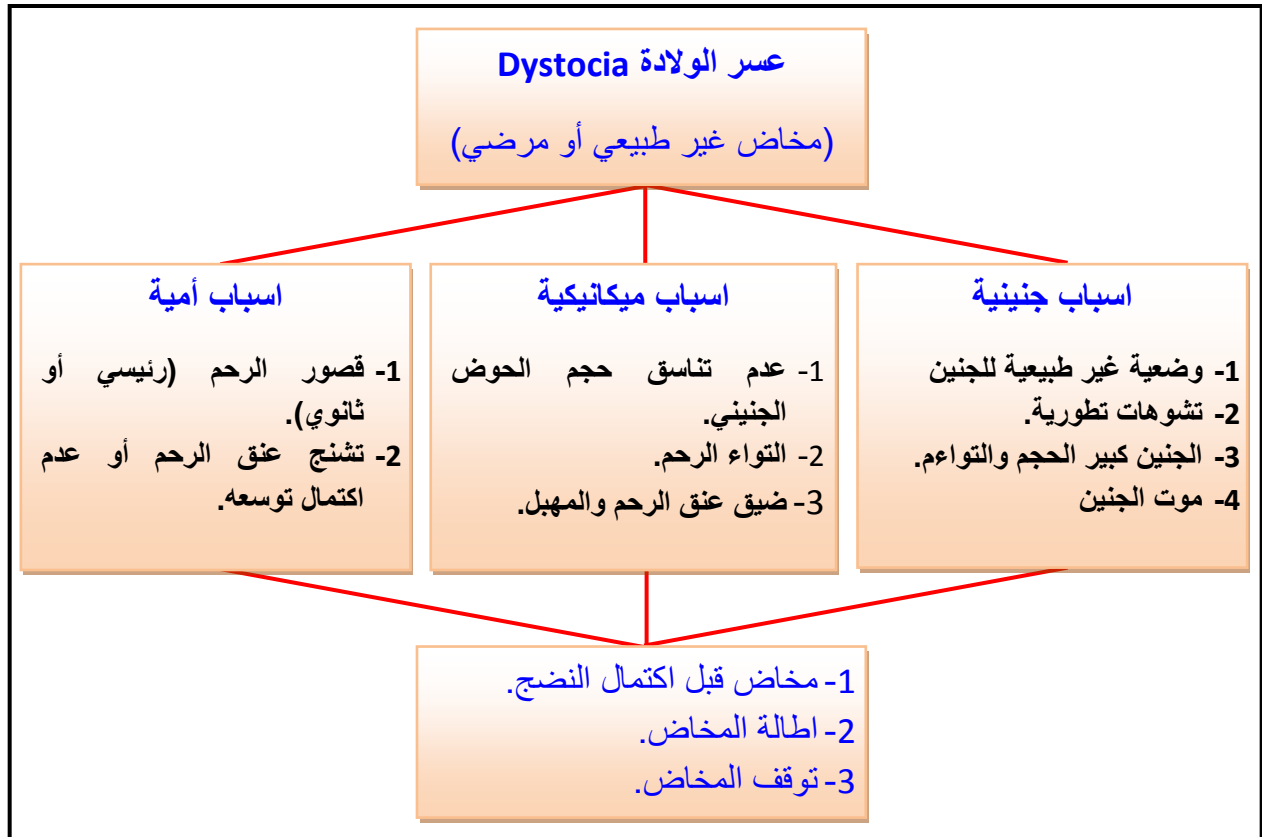 عسر الولادة Dystocia
(مخاض غير طبيعي أو مرضي)
اسباب جنينية
1- وضعية غير طبيعية للجنين
2- تشوهات تطورية.
3- الجنين كبير الحجم والتواءم.
4- موت الجنين
اسباب ميكانيكية
1- عدم تناسق حجم الحوض
الجنيني.
2- التواء الرحم.
3- ضيق عنق الرحم والمهبل.
اسباب أمية
1- قصور الرحم (رئيسي أو
ثانوي).
2- تشنج عنق الرحم أو عدم
اكتمال توسعه.
1- مخاض قبل اكتمال النضج.
2- اطالة المخاض.
3- توقف المخاض.